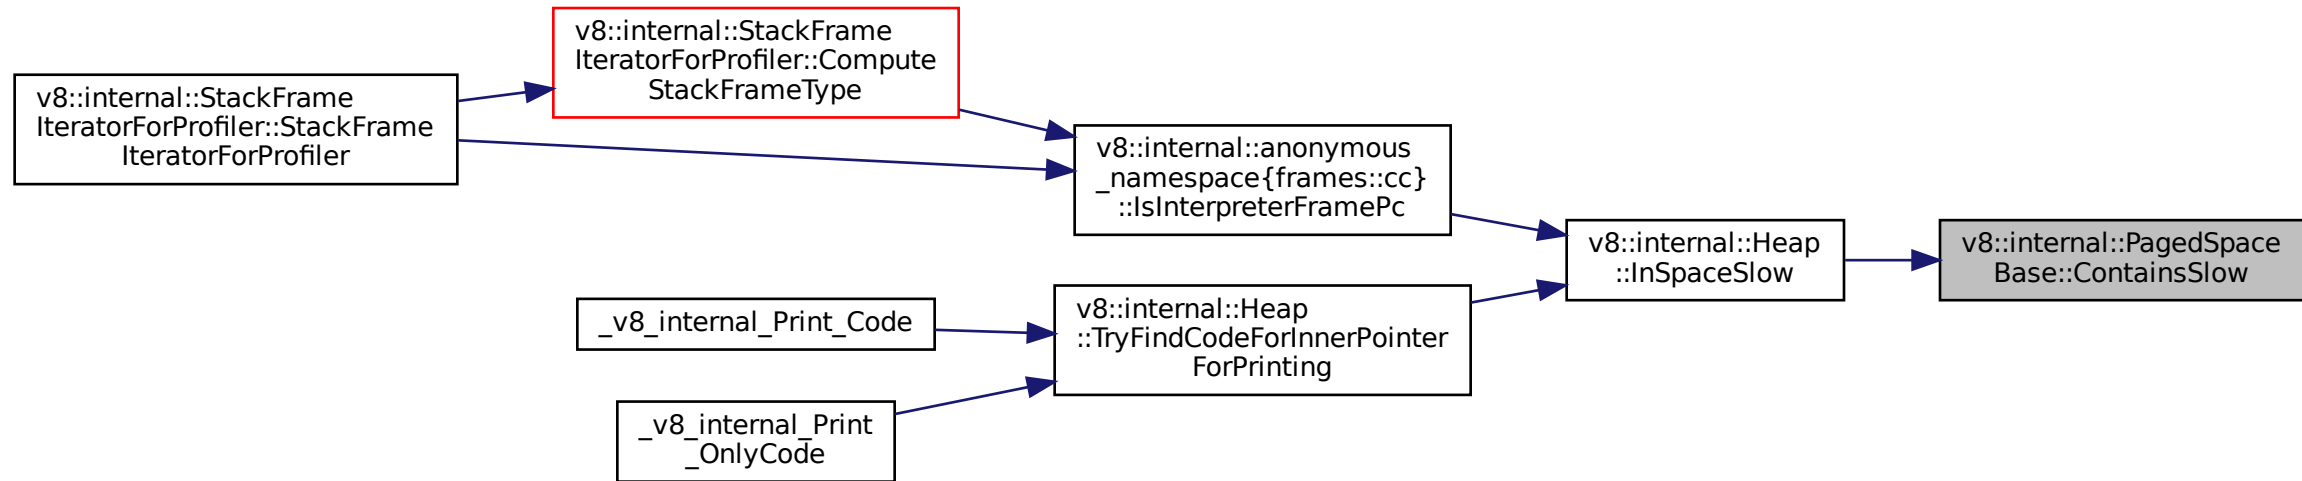 v8::internal::StackFrame
IteratorForProfiler::Compute
StackFrameType
v8::internal::StackFrame
IteratorForProfiler::StackFrame
IteratorForProfiler
v8::internal::anonymous
_namespace{frames::cc}
::IsInterpreterFramePc
v8::internal::Heap
::InSpaceSlow
v8::internal::PagedSpace
Base::ContainsSlow
_v8_internal_Print_Code
v8::internal::Heap
::TryFindCodeForInnerPointer
ForPrinting
_v8_internal_Print
_OnlyCode